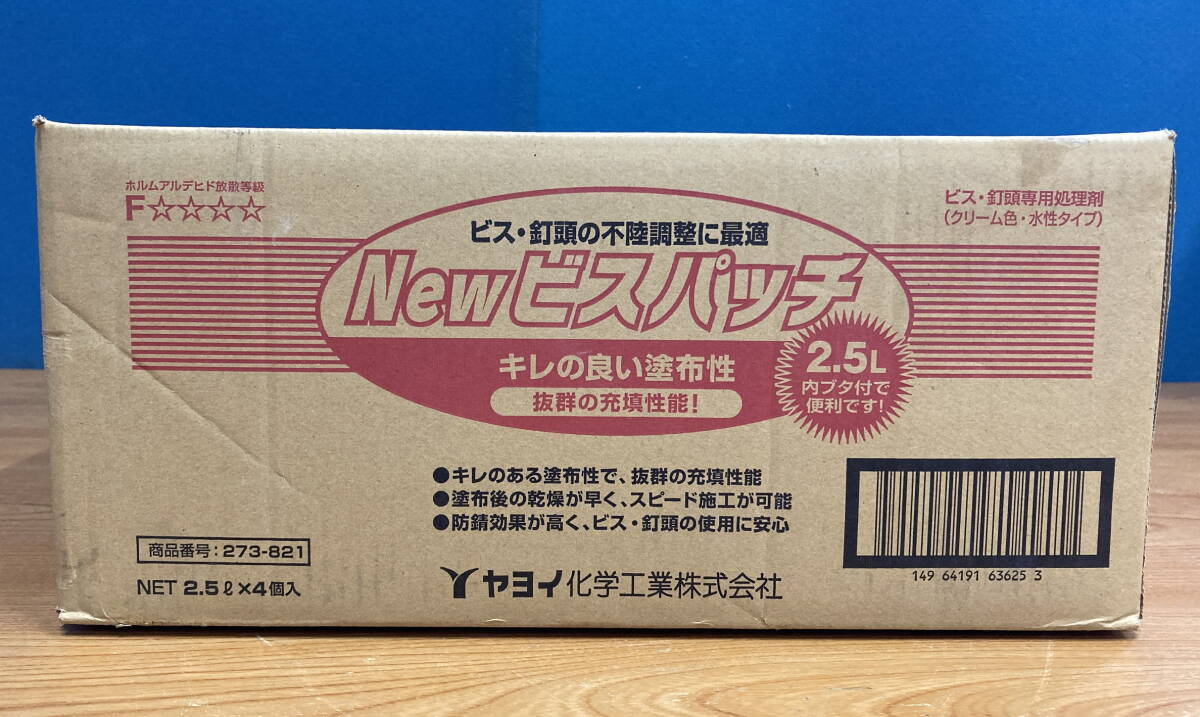 ホルムアルデヒド放散等級
F☆☆☆☆
ビス・釘頭専用処理剤
(クリーム色・水性タイプ)
ビス・釘頭の不陸調整に最適
Newビスパッチ
キレの良い塗布性
抜群の充填性能!
2.5L
内ブタ付で
便利です!
●キレのある塗布性で、抜群の充填性能
●塗布後の乾燥が早く、スピード施工が可能
●防錆効果が高く、ビス・釘頭の使用に安心
商品番号:273-821
NET 2.5ℓ×4個入
ヤヨイ化学工業株式会社
149 64191 63625 3